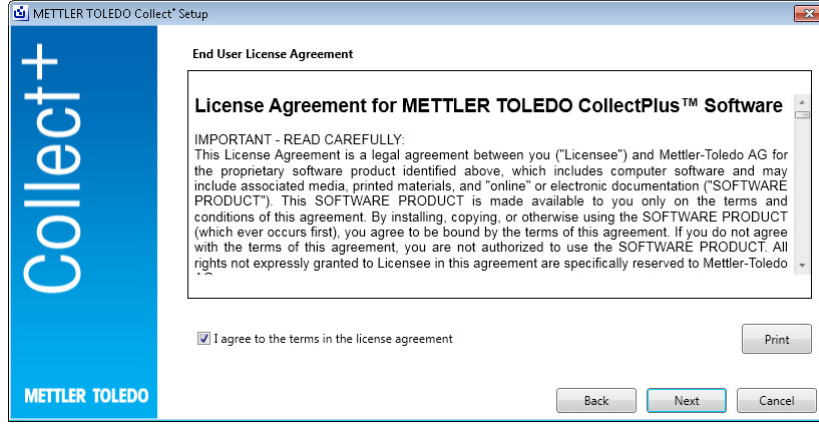 METTLER TOLEDO Collect+ Setup
Collect+
End User License Agreement
License Agreement for METTLER TOLEDO CollectPlus™ Software
IMPORTANT - READ CAREFULLY:
This License Agreement is a legal agreement between you ("Licensee") and Mettler-Toledo AG for
the proprietary software product identified above, which includes computer software and may
include associated media, printed materials, and "online" or electronic documentation ("SOFTWARE
PRODUCT"). This SOFTWARE PRODUCT is made available to you only on the terms and
conditions of this agreement. By installing, copying, or otherwise using the SOFTWARE PRODUCT
(which ever occurs first), you agree to be bound by the terms of this agreement. If you do not agree
with the terms of this agreement, you are not authorized to use the SOFTWARE PRODUCT. All
rights not expressly granted to Licensee in this agreement are specifically reserved to Mettler-Toledo
I agree to the terms in the license agreement
Print
METTLER TOLEDO
Back
Next
Cancel